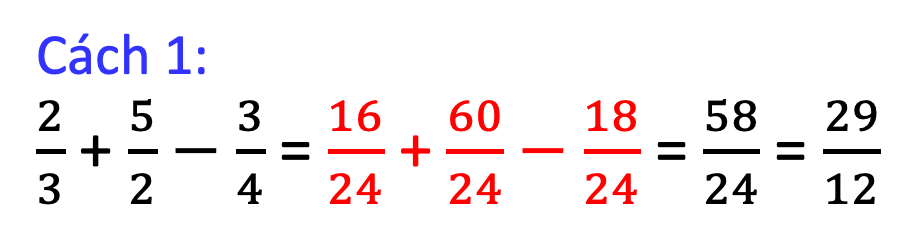 Cách 1:
2/3 + 5/2 − 3/4 = 16/24 + 60/24 − 18/24 = 58/24 = 29/12